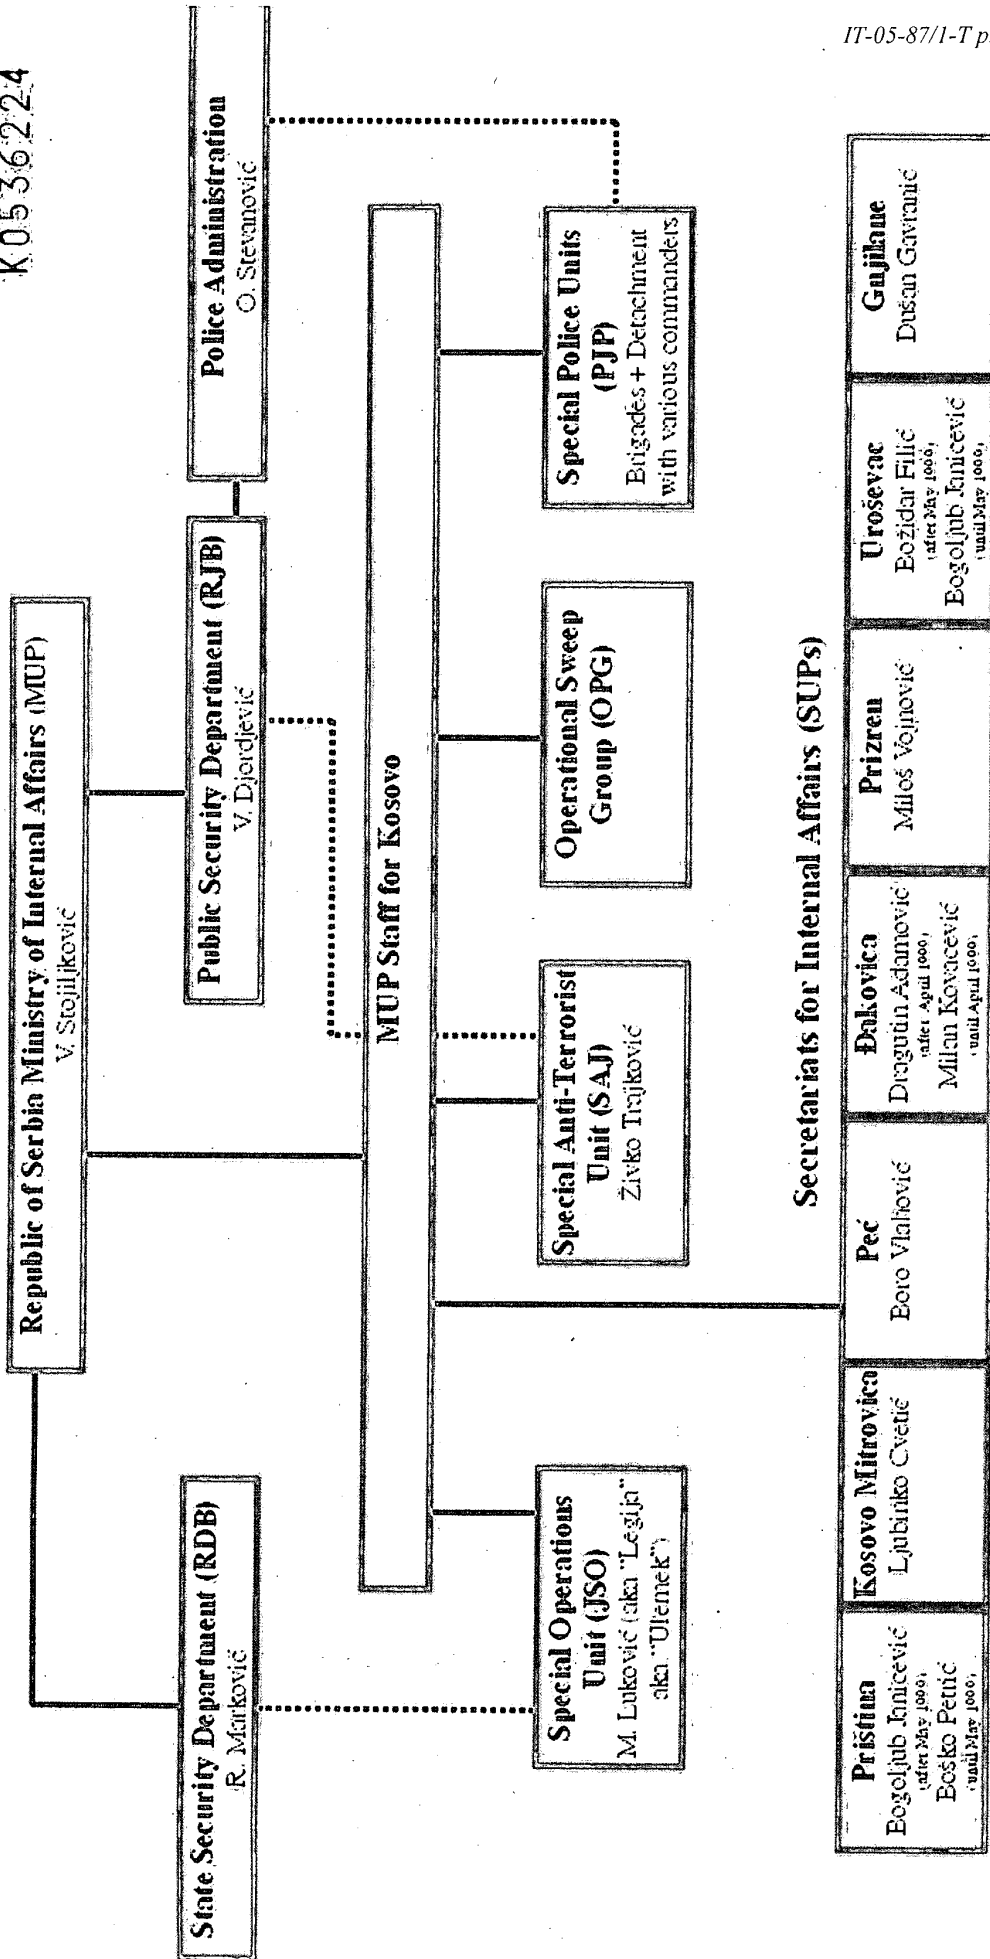 IT-05-87/1-T p
K0536224
Republic of Serbia Ministry of Internal Affairs (MUP)
V. Stojiljković
State Security Department (RDB)
R. Marković
Public Security Department (RJB)
V. Djordjević
Police Administration
O. Stevanović
MUP Staff for Kosovo
Special Operations
Unit (JSO)
M. Luković (aka "Legija"
aka "Ulemek")
Special Anti-Terrorist
Unit (SAJ)
Živko Trajković
Operational Sweep
Group (OPG)
Special Police Units
(PJP)
Brigades + Detachment
with various commanders
Secretariats for Internal Affairs (SUPs)
Priština
Bogoljub Janićević
(after May 1999)
Boško Petrić
(until May 1999)
Kosovo Mitrovica
Ljubinko Cvetić
Peć
Boro Vlahović
Đakovica
Dragutin Adamović
(after April 1999)
Milan Kovačević
(until April 1999)
Prizren
Miloš Vojnović
Uroševac
Božidar Filić
(after May 1999)
Bogoljub Janićević
(until May 1999)
Gnjilane
Dušan Gavranić